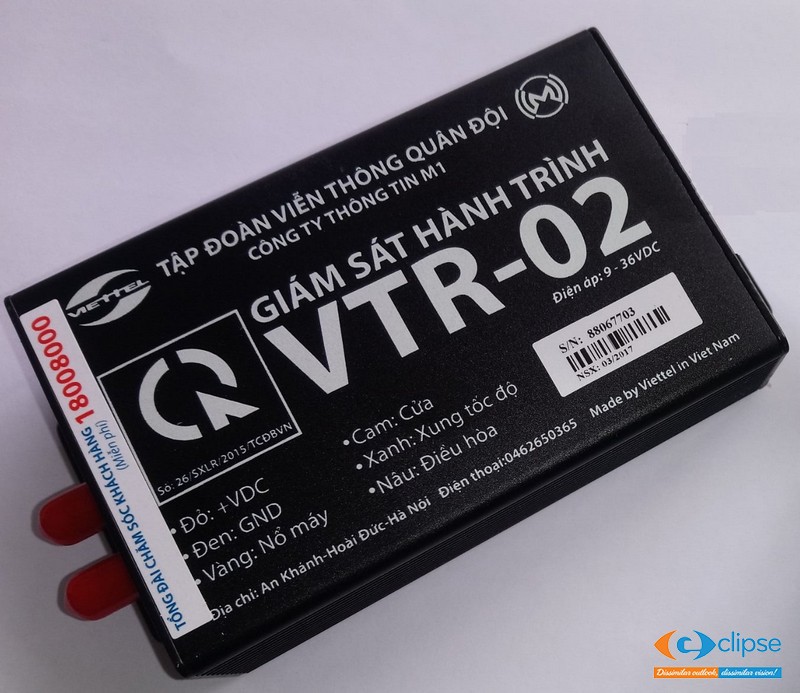 VIETTEL
TẬP ĐOÀN VIỄN THÔNG QUÂN ĐỘI
CÔNG TY THÔNG TIN M1
M
GIÁM SÁT HÀNH TRÌNH
VTR-02
Điện áp: 9 - 36VDC
S/N: 88067703
NSX: 03/2017
Made by Viettel in Viet Nam
Số: 26/SXLR/2015/TCĐBVN
• Đỏ: +VDC
• Đen: GND
• Vàng: Nổ máy
• Cam: Cửa
• Xanh: Xung tốc độ
• Nâu: Điều hòa
Địa chỉ: An Khánh-Hoài Đức-Hà Nội Điện thoại:0462650365
TỔNG ĐÀI CHĂM SÓC KHÁCH HÀNG 18008000
(Miễn phí)
clipse
Dissimilar outlook, dissimilar vision!